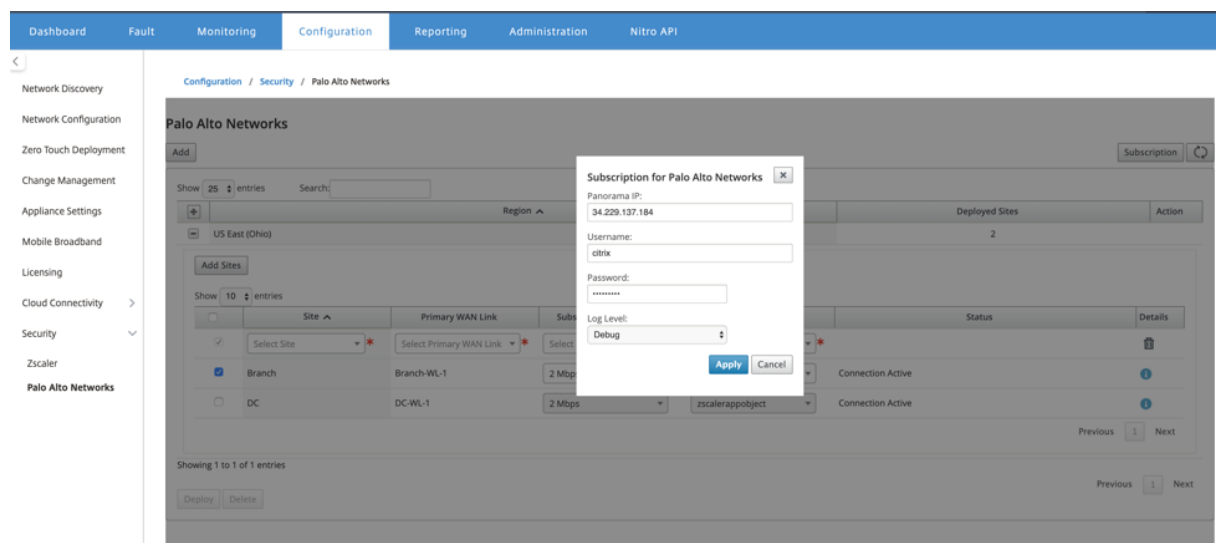 Dashboard Fault Monitoring Configuration Reporting Administration Nitro API
Network Discovery
Network Configuration
Zero Touch Deployment
Change Management
Appliance Settings
Mobile Broadband
Licensing
Cloud Connectivity
Security
Zscaler
Palo Alto Networks
Configuration / Security / Palo Alto Networks
Palo Alto Networks
Add Subscription
Show 25 entries Search:
Region Deployed Sites Action
US East (Ohio) 2
Add Sites
Show 10 entries
Site Primary WAN Link Subs Status Details
Select Site * Select Primary WAN Link * Select *
Branch Branch-WL-1 2 Mbp Connection Active
DC DC-WL-1 2 Mbps zscalerappobject Connection Active
Previous 1 Next
Showing 1 to 1 of 1 entries
Previous 1 Next
Deploy Delete
Subscription for Palo Alto Networks
Panorama IP:
34.229.137.184
Username:
citrix
Password:
•••••••••
Log Level:
Debug
Apply Cancel